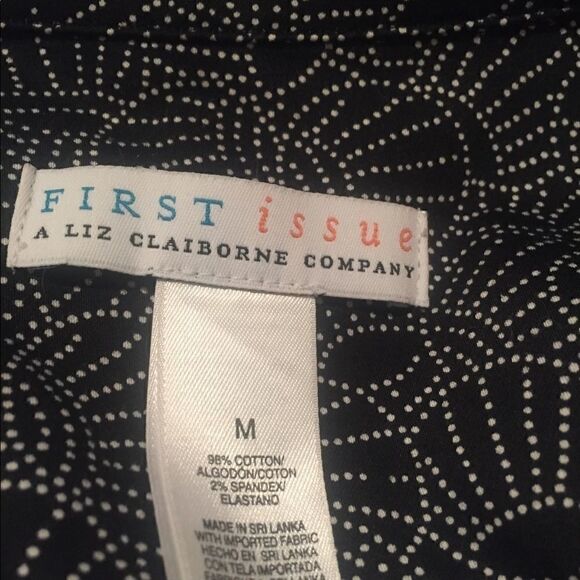 FIRST issue
A LIZ CLAIBORNE COMPANY
M
98% COTTON/
ALGODÓN/COTON
2% SPANDEX/
ELASTANO
MADE IN SRI LANKA
WITH IMPORTED FABRIC
HECHO EN SRI LANKA
CON TELA IMPORTADA